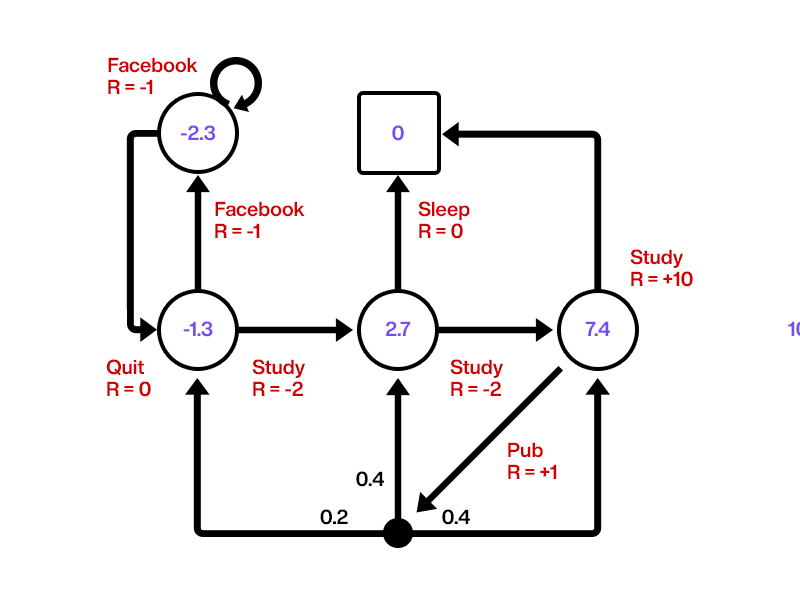 Facebook
R = -1
-2.3
0
Facebook
R = -1
Sleep
R = 0
Study
R = +10
-1.3
2.7
7.4
10
Quit
R = 0
Study
R = -2
Study
R = -2
Pub
R = +1
0.4
0.2
0.4